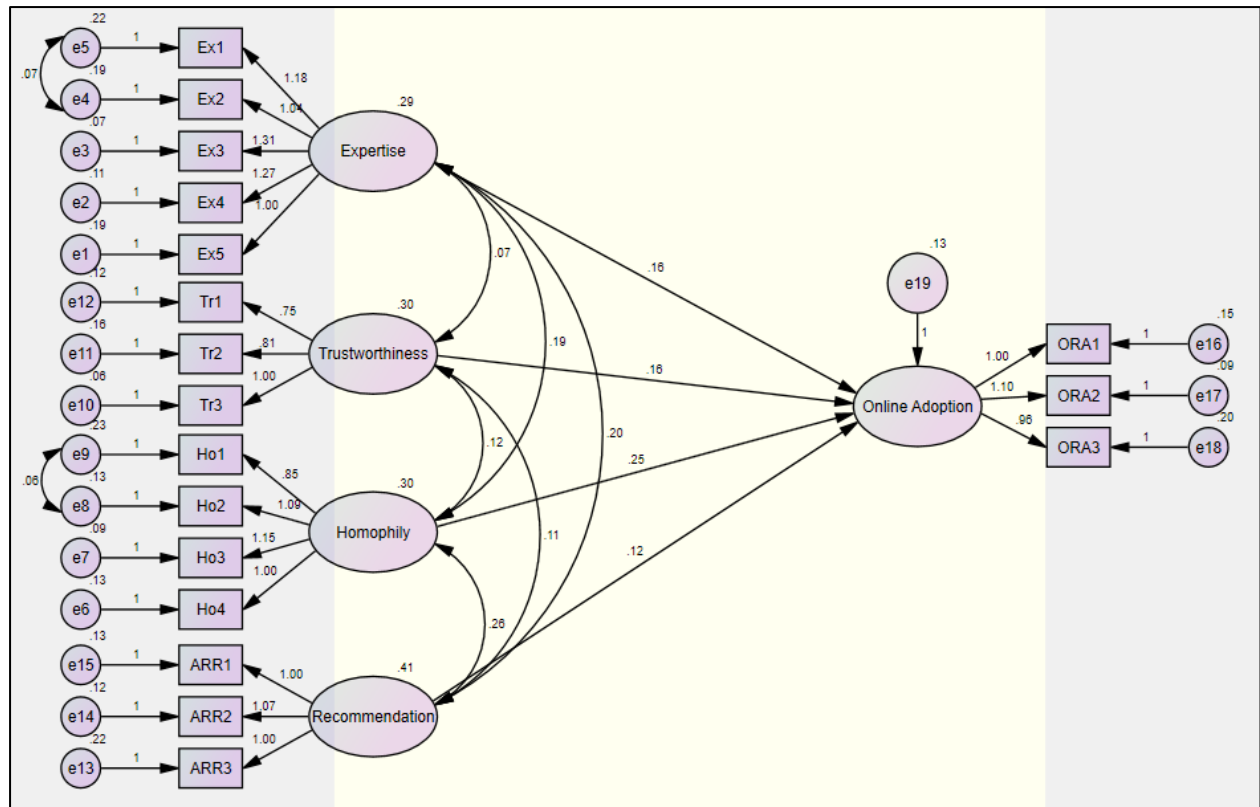 .22
e5
1
Ex1
.07
.19
e4
1
Ex2
.07
e3
1
Ex3
.11
e2
1
Ex4
.19
e1
1
Ex5
1.18
1.04
1.31
1.27
1.00
.29
Expertise
.12
e12
1
Tr1
.16
e11
1
Tr2
.06
e10
1
Tr3
.75
.81
1.00
.30
Trustworthiness
.23
e9
1
Ho1
.06
.13
e8
1
Ho2
.09
e7
1
Ho3
.13
e6
1
Ho4
.85
1.09
1.15
1.00
.30
Homophily
.13
e15
1
ARR1
.12
e14
1
ARR2
.22
e13
1
ARR3
1.00
1.07
1.00
.41
Recommendation
.07
.19
.20
.12
.11
.26
.16
.16
.25
.12
.13
e19
1
Online Adoption
1.00
1.10
.96
ORA1
1
.15
e16
ORA2
1
.09
e17
ORA3
1
.20
e18